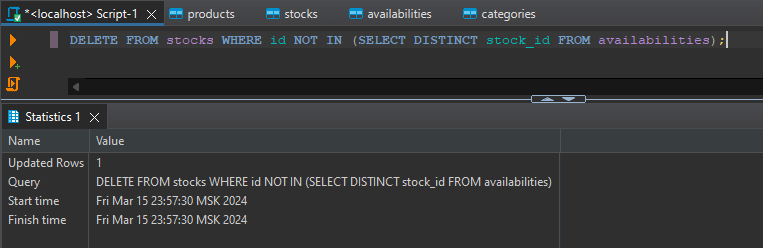 *<localhost> Script-1 products stocks availabilities categories
DELETE FROM stocks WHERE id NOT IN (SELECT DISTINCT stock_id FROM availabilities);
Statistics 1
Name Value
Updated Rows 1
Query DELETE FROM stocks WHERE id NOT IN (SELECT DISTINCT stock_id FROM availabilities)
Start time Fri Mar 15 23:57:30 MSK 2024
Finish time Fri Mar 15 23:57:30 MSK 2024